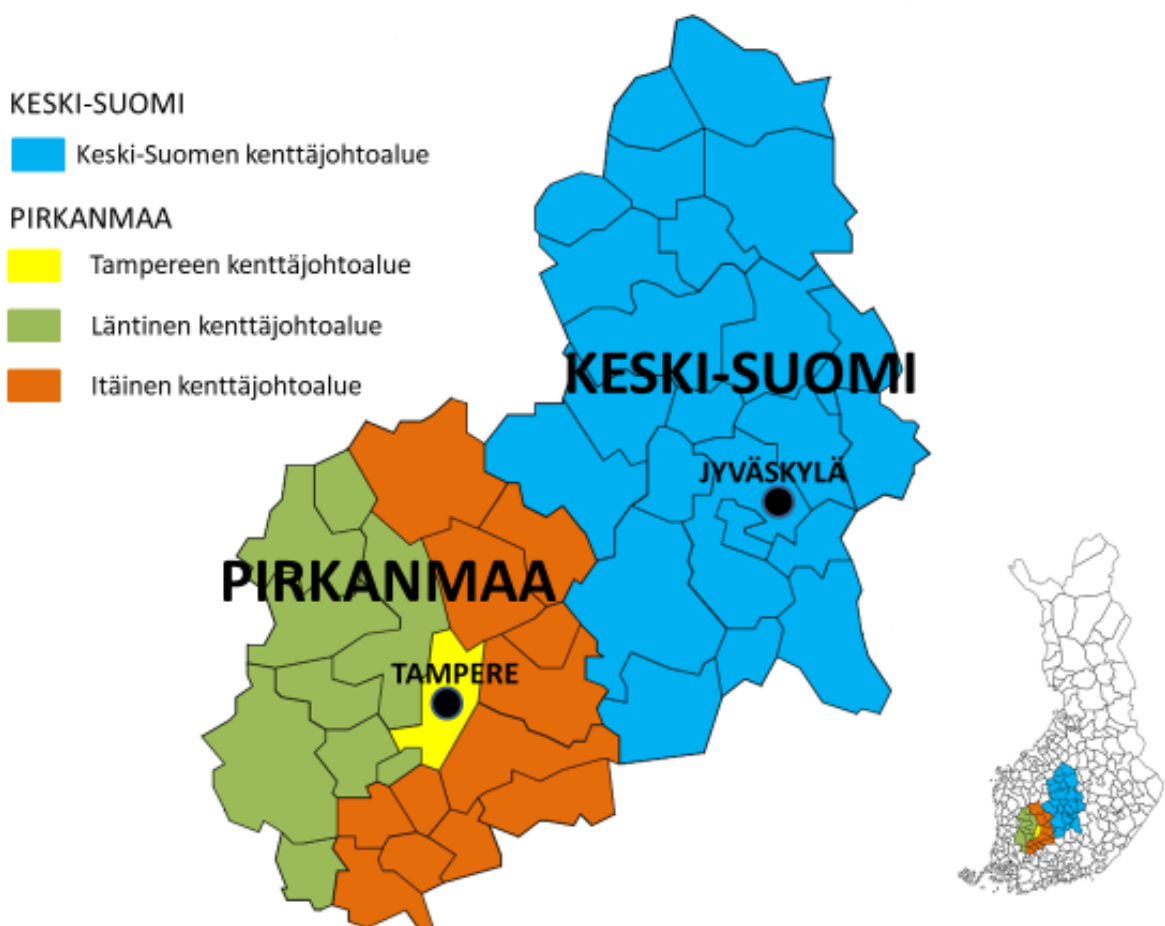 KESKI-SUOMI
Keski-Suomen kenttäjohtoalue
PIRKANMAA
Tampereen kenttäjohtoalue
Läntinen kenttäjohtoalue
Itäinen kenttäjohtoalue
KESKI-SUOMI
JYVÄSKYLÄ
PIRKANMAA
TAMPERE